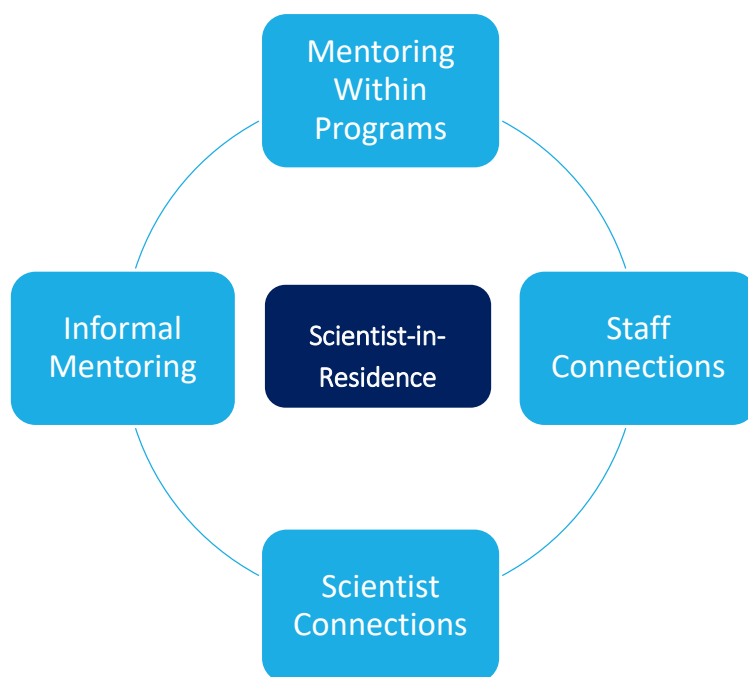 Mentoring
Within
Programs
Informal
Mentoring
Scientist-in-
Residence
Staff
Connections
Scientist
Connections